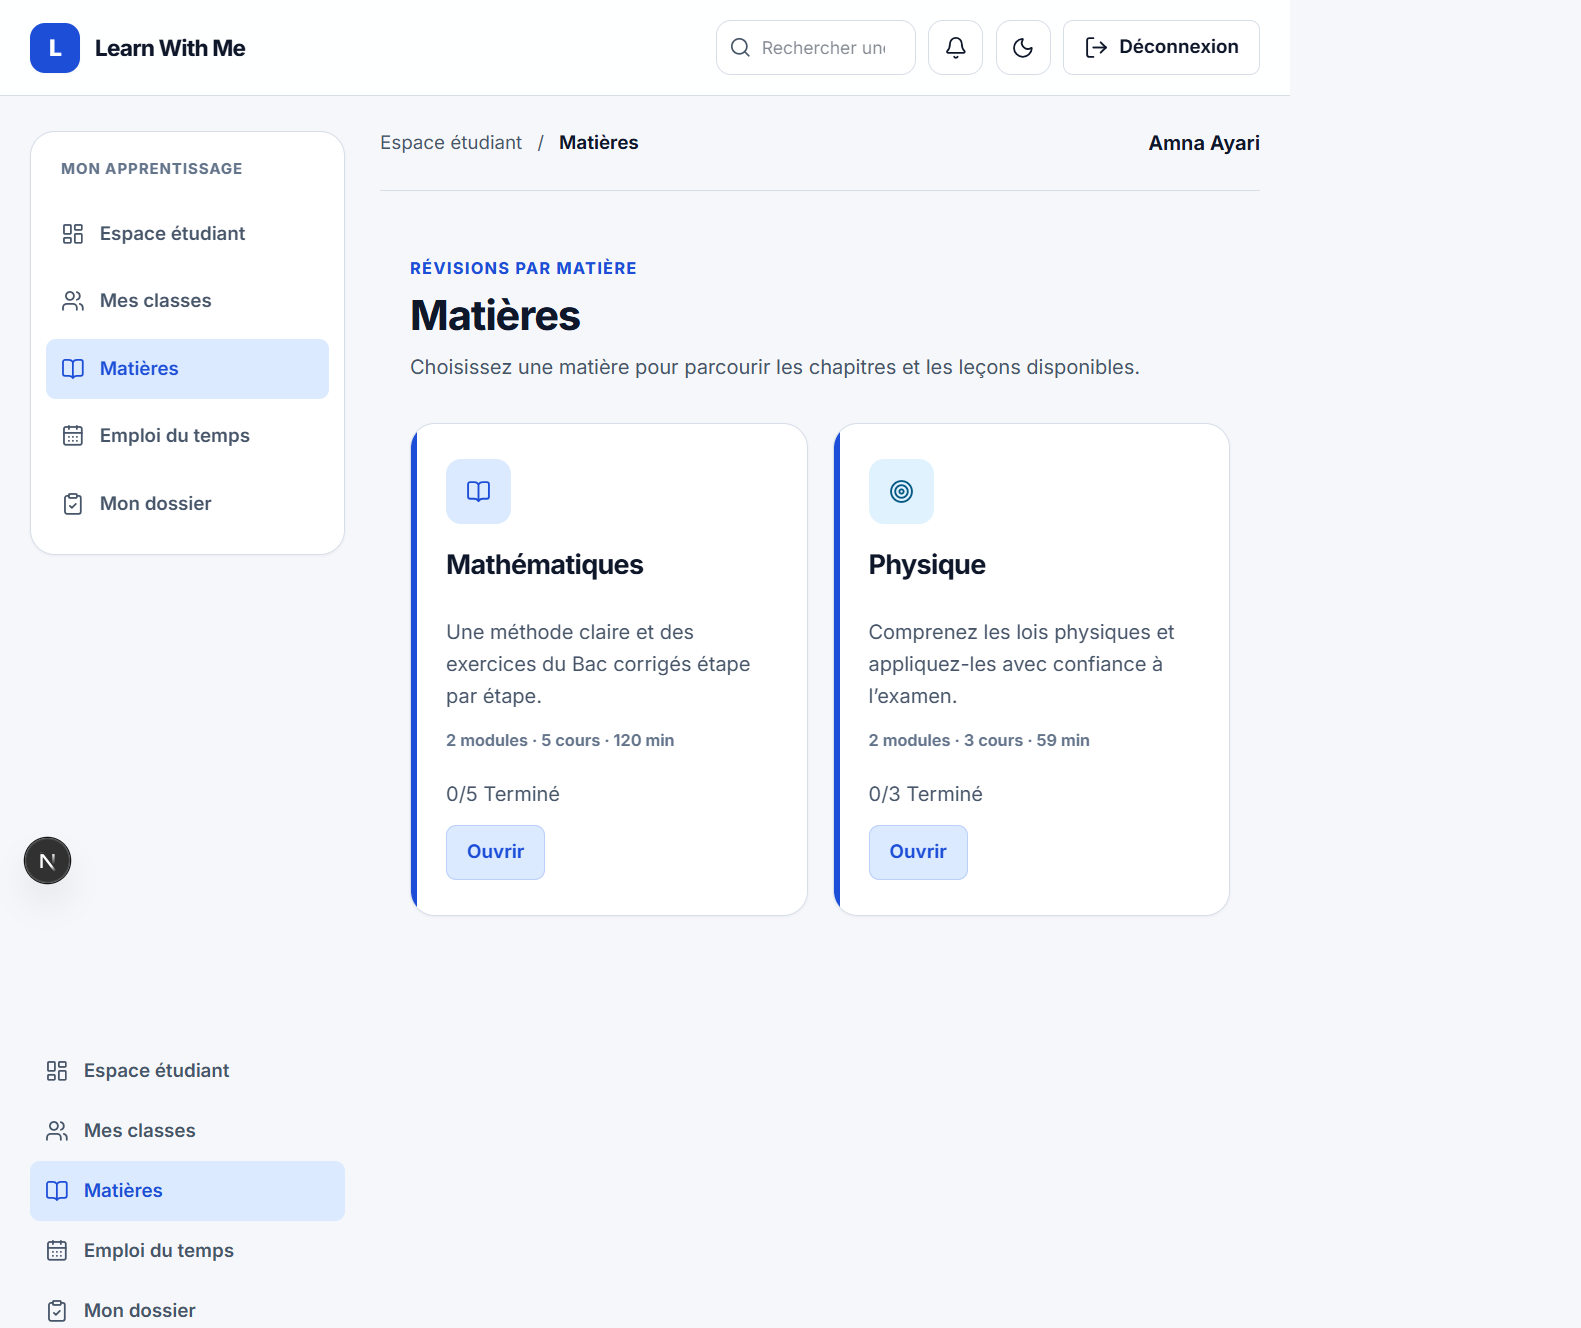 L Learn With Me
Rechercher un
Déconnexion
MON APPRENTISSAGE
Espace étudiant
Mes classes
Matières
Emploi du temps
Mon dossier
Espace étudiant / Matières
Amna Ayari
RÉVISIONS PAR MATIÈRE
Matières
Choisissez une matière pour parcourir les chapitres et les leçons disponibles.
Mathématiques
Une méthode claire et des
exercices du Bac corrigés étape
par étape.
2 modules · 5 cours · 120 min
0/5 Terminé
Ouvrir
Physique
Comprenez les lois physiques et
appliquez-les avec confiance à
l’examen.
2 modules · 3 cours · 59 min
0/3 Terminé
Ouvrir
N
Espace étudiant
Mes classes
Matières
Emploi du temps
Mon dossier